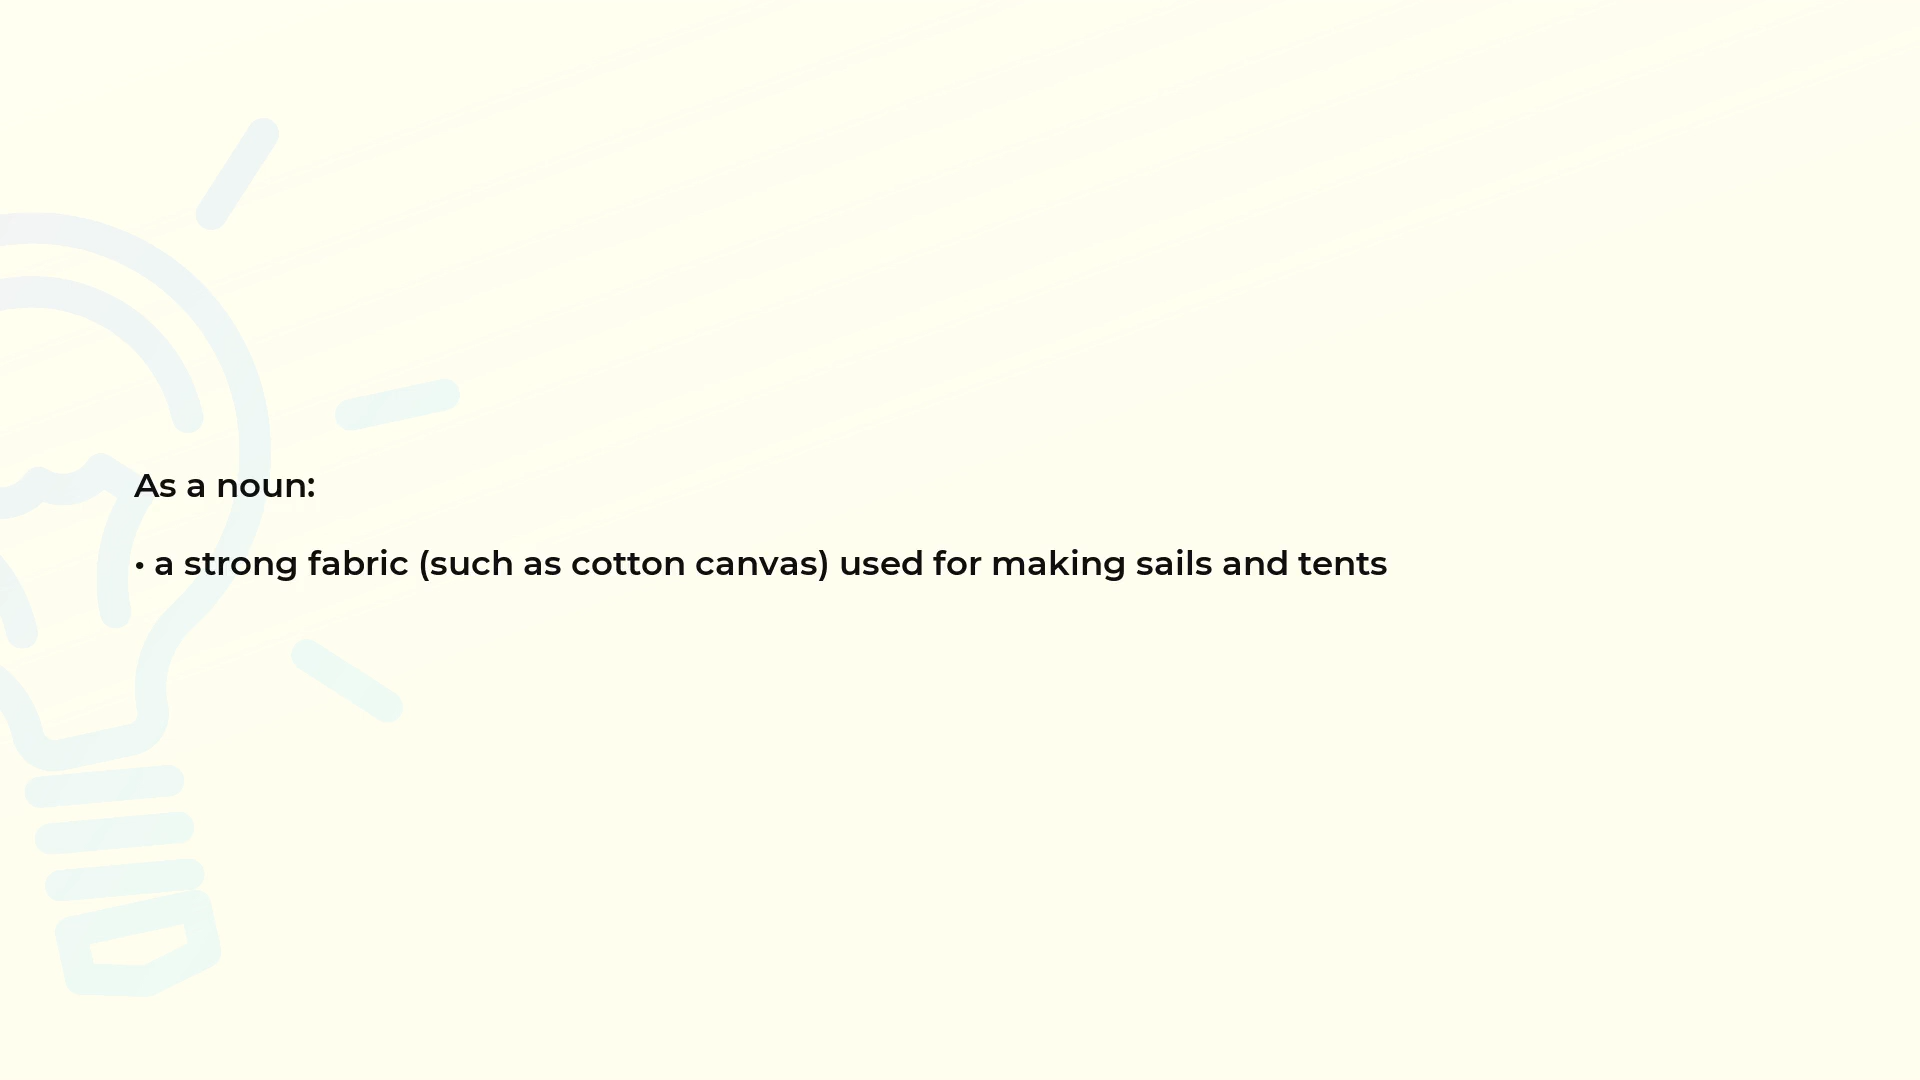 As a noun:
• a strong fabric (such as cotton canvas) used for making sails and tents